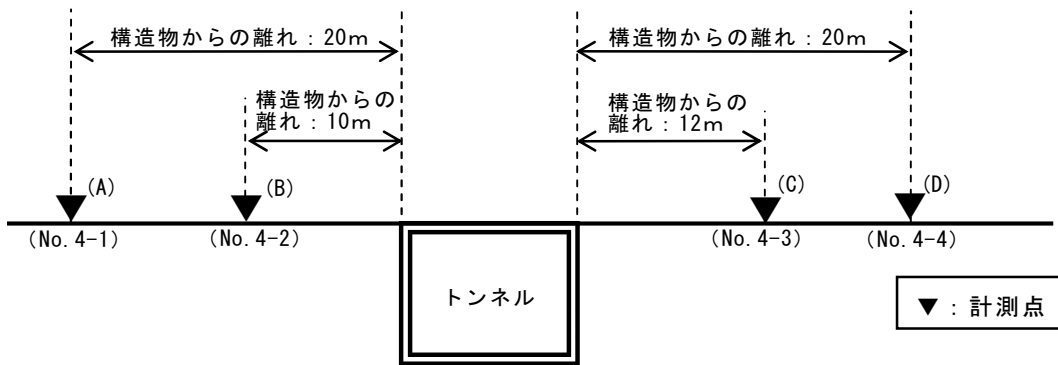 構造物からの離れ：20m
構造物からの離れ：20m
構造物からの
離れ：10m
構造物からの
離れ：12m
(A)
(B)
(C)
(D)
(No.4-1)
(No.4-2)
(No.4-3)
(No.4-4)
トンネル
▼：計測点